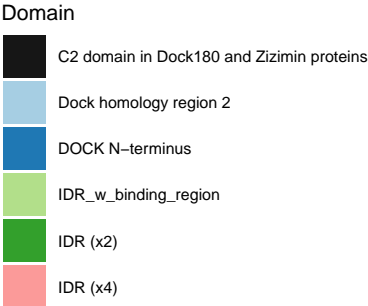 Domain
C2 domain in Dock180 and Zizimin proteins
Dock homology region 2
DOCK N−terminus
IDR_w_binding_region
IDR (x2)
IDR (x4)